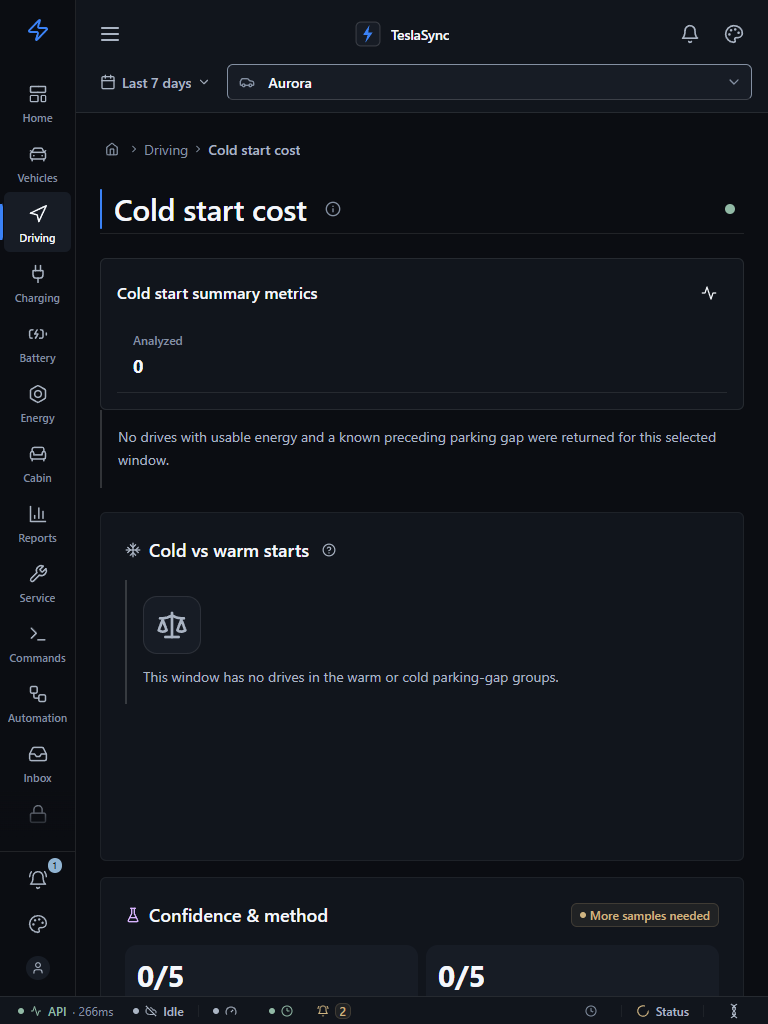 TeslaSync
Last 7 days
Aurora
Home
Vehicles
Driving
Charging
Battery
Energy
Cabin
Reports
Service
Commands
Automation
Inbox
1
Driving
Cold start cost
Cold start cost
Cold start summary metrics
Analyzed
0
No drives with usable energy and a known preceding parking gap were returned for this selected
window.
Cold vs warm starts
This window has no drives in the warm or cold parking-gap groups.
Confidence & method
More samples needed
0/5
0/5
API · 266ms
Idle
2
Status